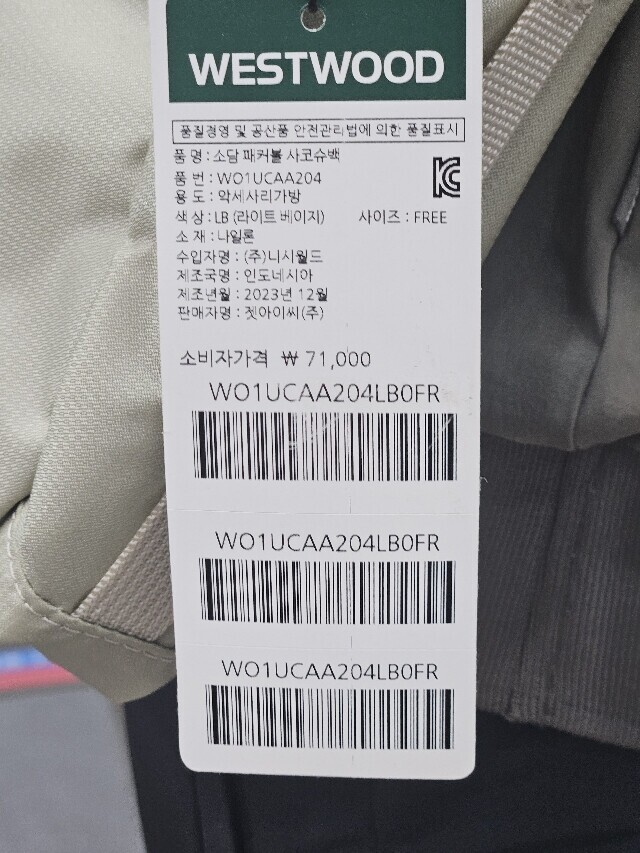 WESTWOOD
품질경영 및 공산품 안전관리법에 의한 품질표시
품 명 : 소담 패커블 사코슈백
품 번 : WO1UCAA204
용 도 : 악세사리가방
색 상 : LB (라이트 베이지) 사이즈 : FREE
소 재 : 나일론
수입자명 : (주)니시월드
제조국명 : 인도네시아
제조년월 : 2023년 12월
판매자명 : 젯아이씨(주)
소비자가격 ₩ 71,000
WO1UCAA204LB0FR
WO1UCAA204LB0FR
WO1UCAA204LB0FR